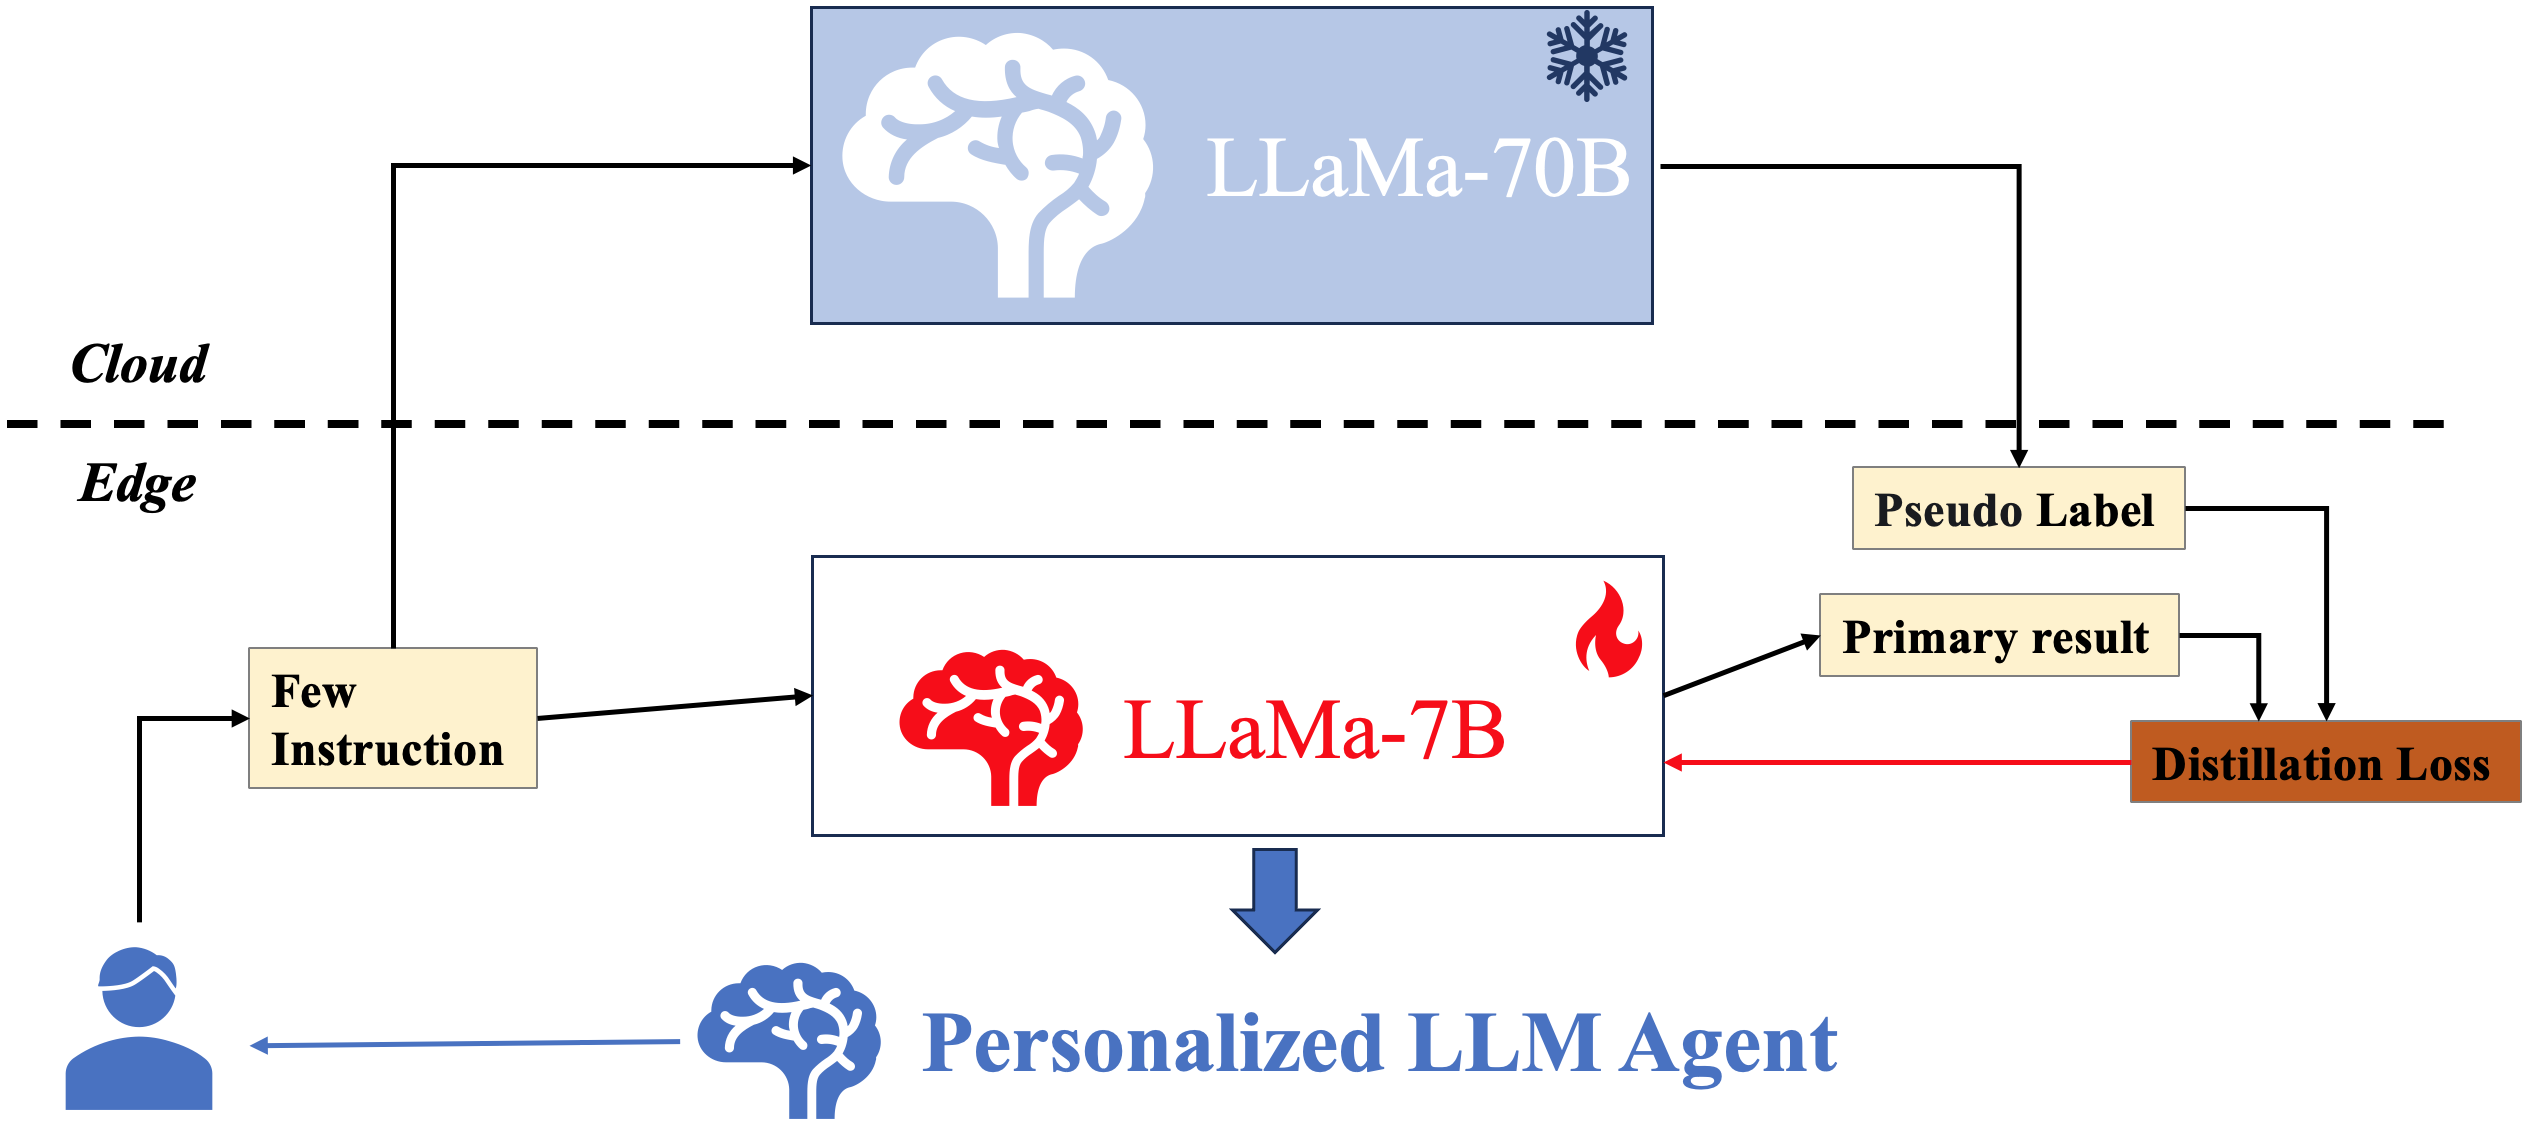 LLaMa-70B
Cloud
Edge
Pseudo Label
Primary result
Few
Instruction
LLaMa-7B
Distillation Loss
Personalized LLM Agent